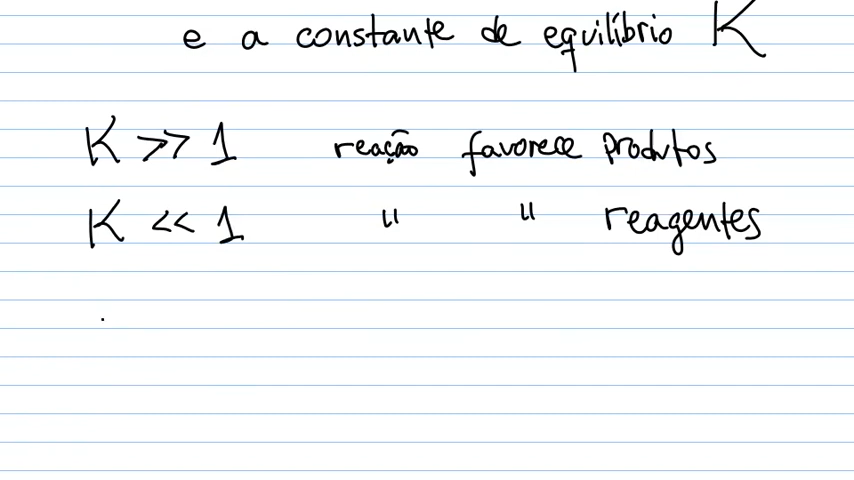 e a constante de equilíbrio K
K >> 1 reação favorece produtos
K << 1 " " reagentes